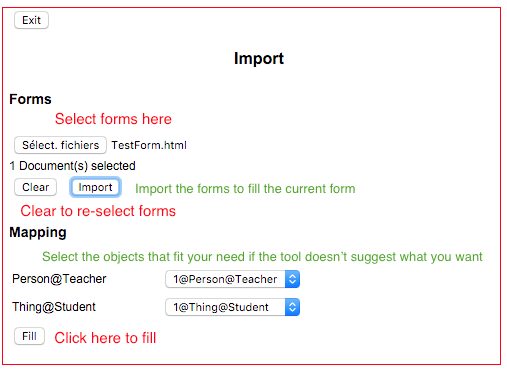 Exit
Import
Forms
Select forms here
Sélect. fichiers TestForm.html
1 Document(s) selected
Clear Import Import the forms to fill the current form
Clear to re-select forms
Mapping
Select the objects that fit your need if the tool doesn't suggest what you want
Person@Teacher 1@Person@Teacher
Thing@Student 1@Thing@Student
Fill Click here to fill